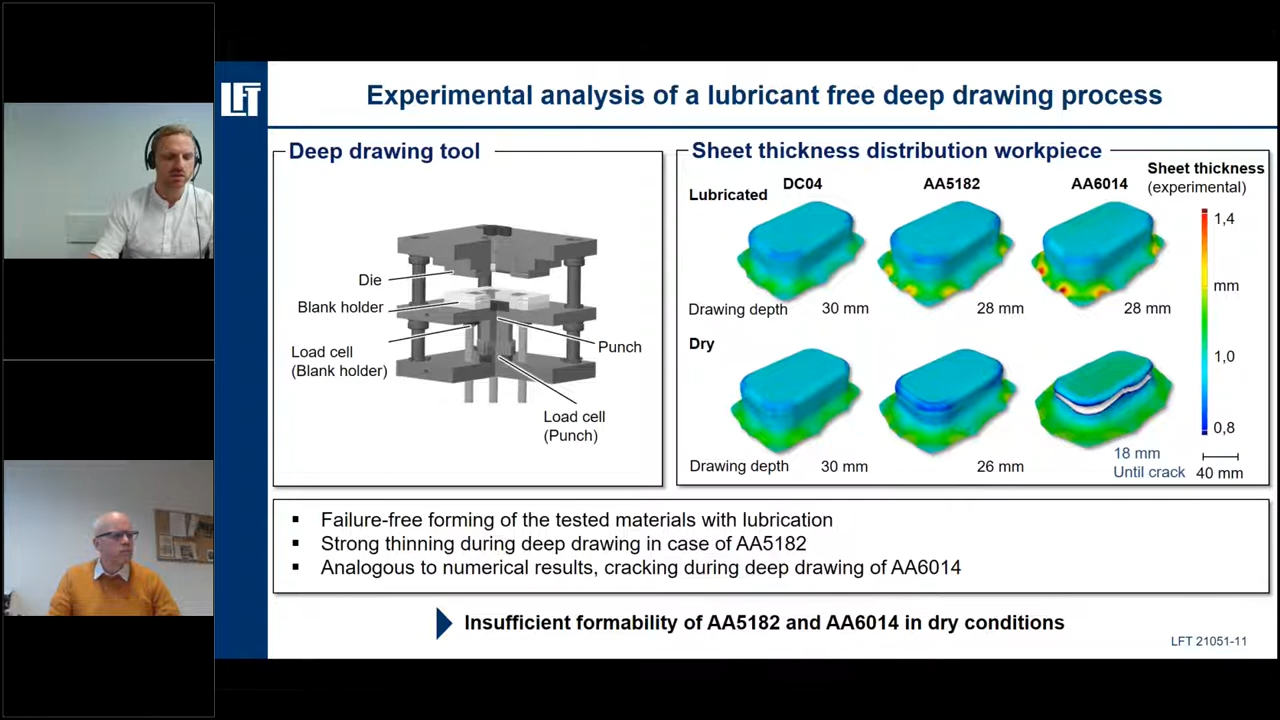 LFT
Experimental analysis of a lubricant free deep drawing process
Deep drawing tool
Die
Blank holder
Load cell
(Blank holder)
Punch
Load cell
(Punch)
Sheet thickness distribution workpiece
Sheet thickness
(experimental)
Lubricated
DC04
AA5182
AA6014
1,4
mm
1,0
0,8
Drawing depth
30 mm
28 mm
28 mm
Dry
Drawing depth
30 mm
26 mm
18 mm
Until crack
40 mm
▪ Failure-free forming of the tested materials with lubrication
▪ Strong thinning during deep drawing in case of AA5182
▪ Analogous to numerical results, cracking during deep drawing of AA6014
Insufficient formability of AA5182 and AA6014 in dry conditions
LFT 21051-11